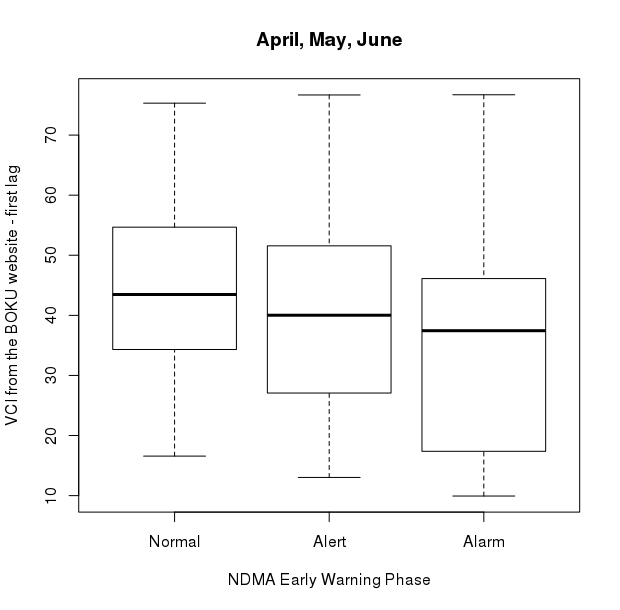 April, May, June
VCI from the BOKU website - first lag
70
60
50
40
30
20
10
Normal Alert Alarm
NDMA Early Warning Phase